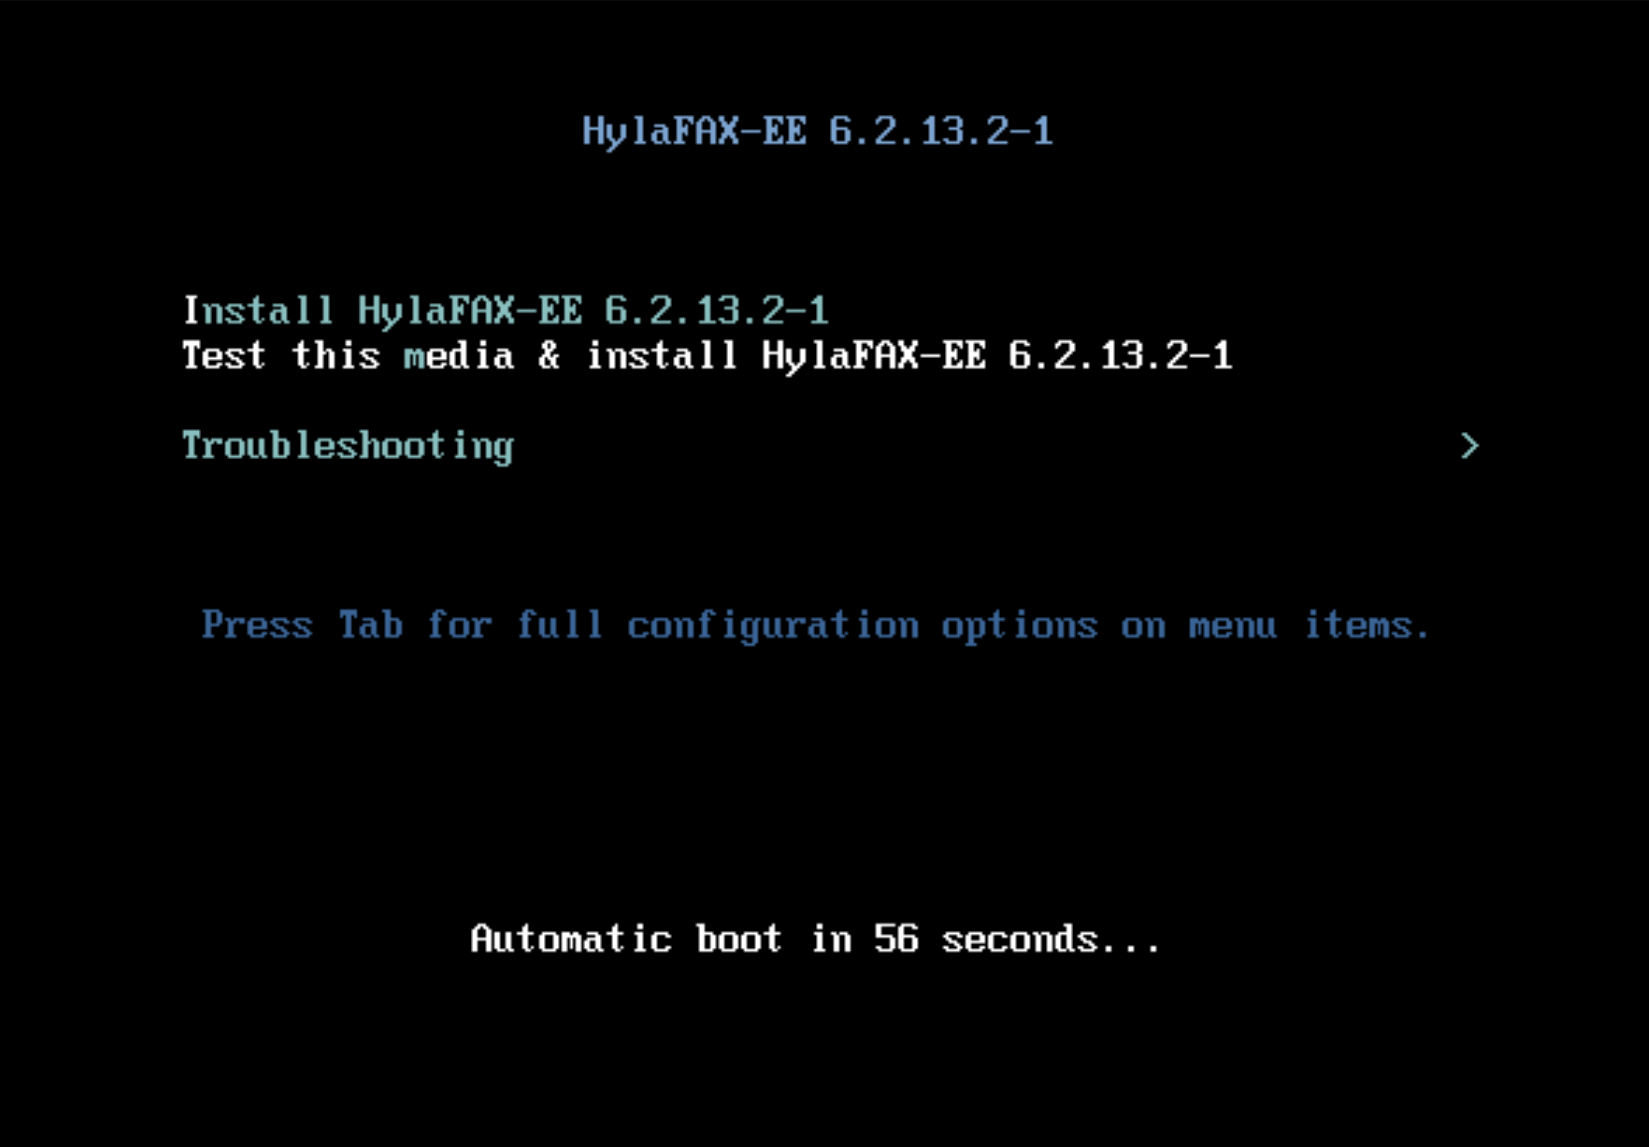 HylaFAX-EE 6.2.13.2-1
Install HylaFAX-EE 6.2.13.2-1
Test this media & install HylaFAX-EE 6.2.13.2-1
Troubleshooting >
Press Tab for full configuration options on menu items.
Automatic boot in 56 seconds...